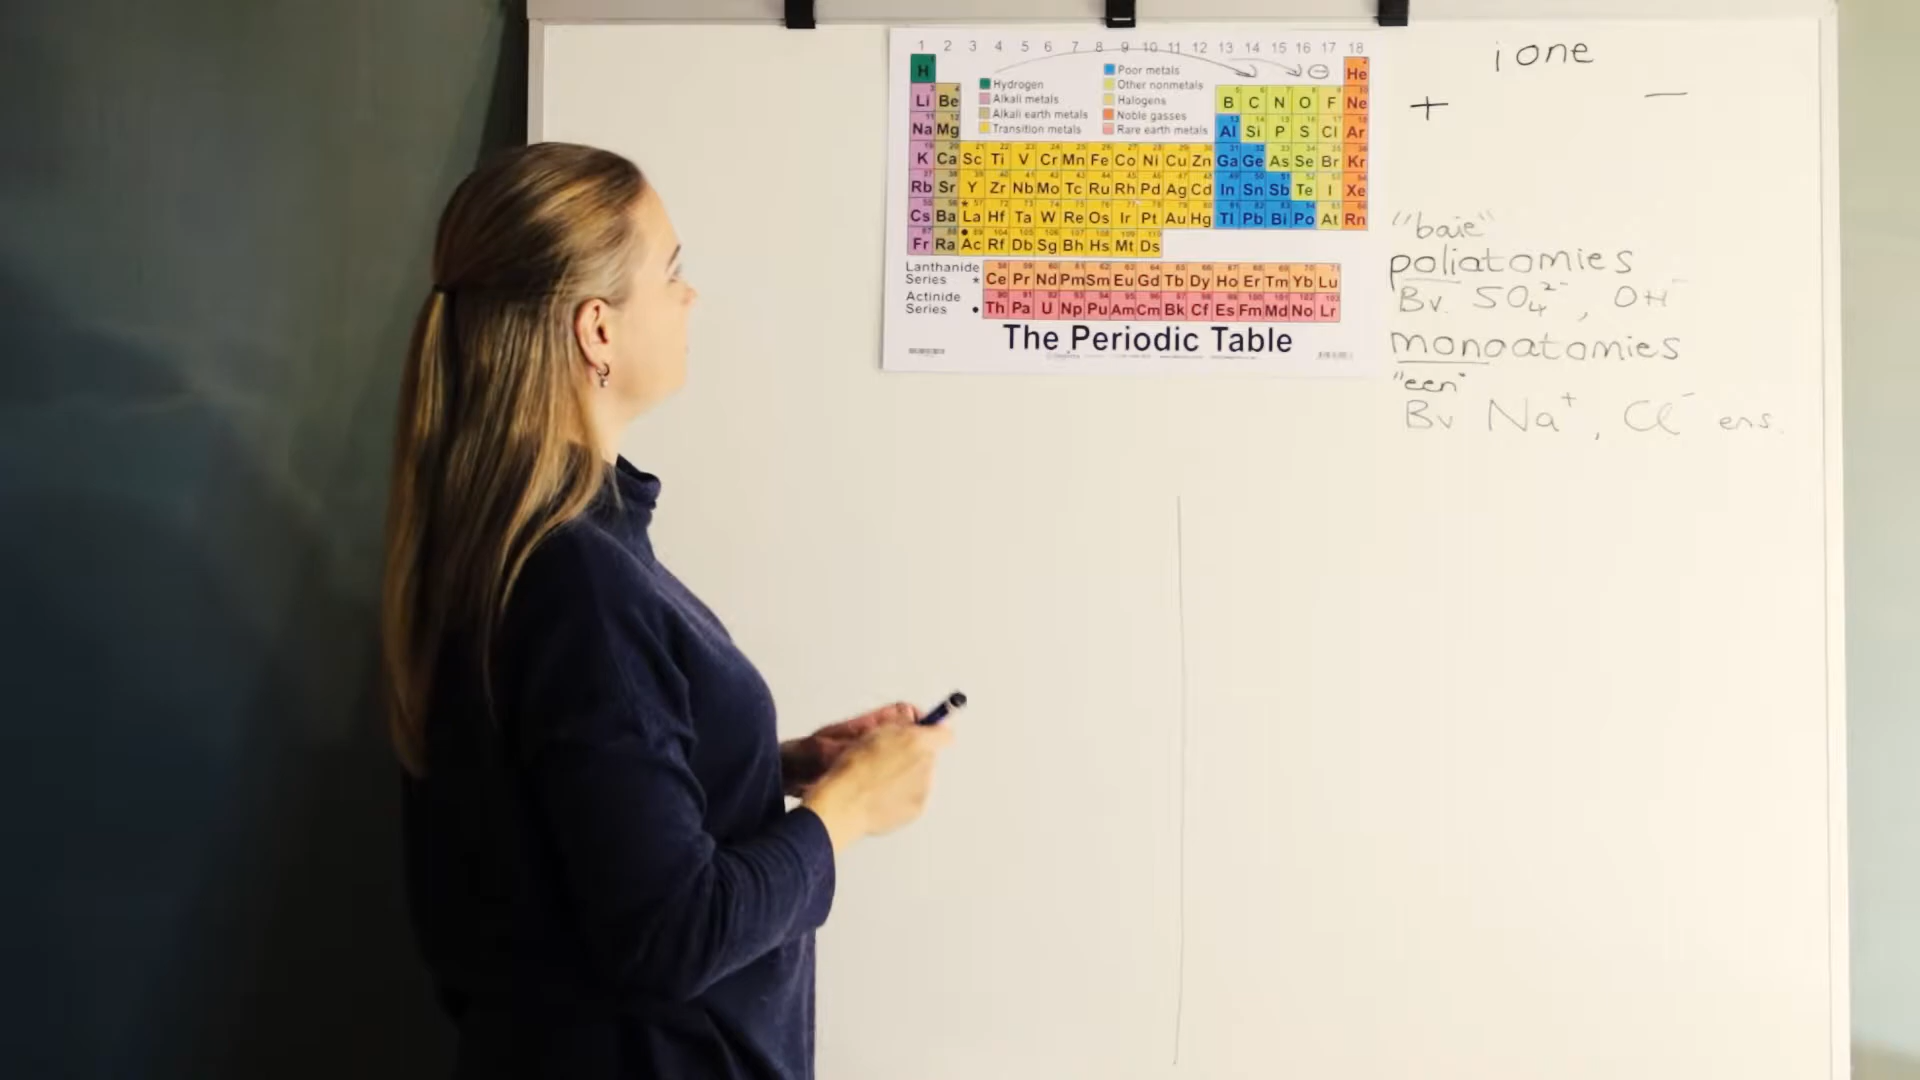 1 2 3 4 5 6 7 8 9 10 11 12 13 14 15 16 17 18
H He
Hydrogen
Alkali metals
Alkali earth metals
Transition metals
Poor metals
Other nonmetals
Halogens
Noble gasses
Rare earth metals
Li Be B C N O F Ne
Na Mg Al Si P S Cl Ar
K Ca Sc Ti V Cr Mn Fe Co Ni Cu Zn Ga Ge As Se Br Kr
Rb Sr Y Zr Nb Mo Tc Ru Rh Pd Ag Cd In Sn Sb Te I Xe
Cs Ba La Hf Ta W Re Os Ir Pt Au Hg Tl Pb Bi Po At Rn
Fr Ra Ac Rf Db Sg Bh Hs Mt Ds
Lanthanide
Series ★ Ce Pr Nd Pm Sm Eu Gd Tb Dy Ho Er Tm Yb Lu
Actinide
Series ● Th Pa U Np Pu Am Cm Bk Cf Es Fm Md No Lr
The Periodic Table
ione
+ −
"baie"
poliatomies
Bv. SO₄²⁻, OH⁻
monoatomies
"een"
Bv Na⁺, Cl⁻ ens.